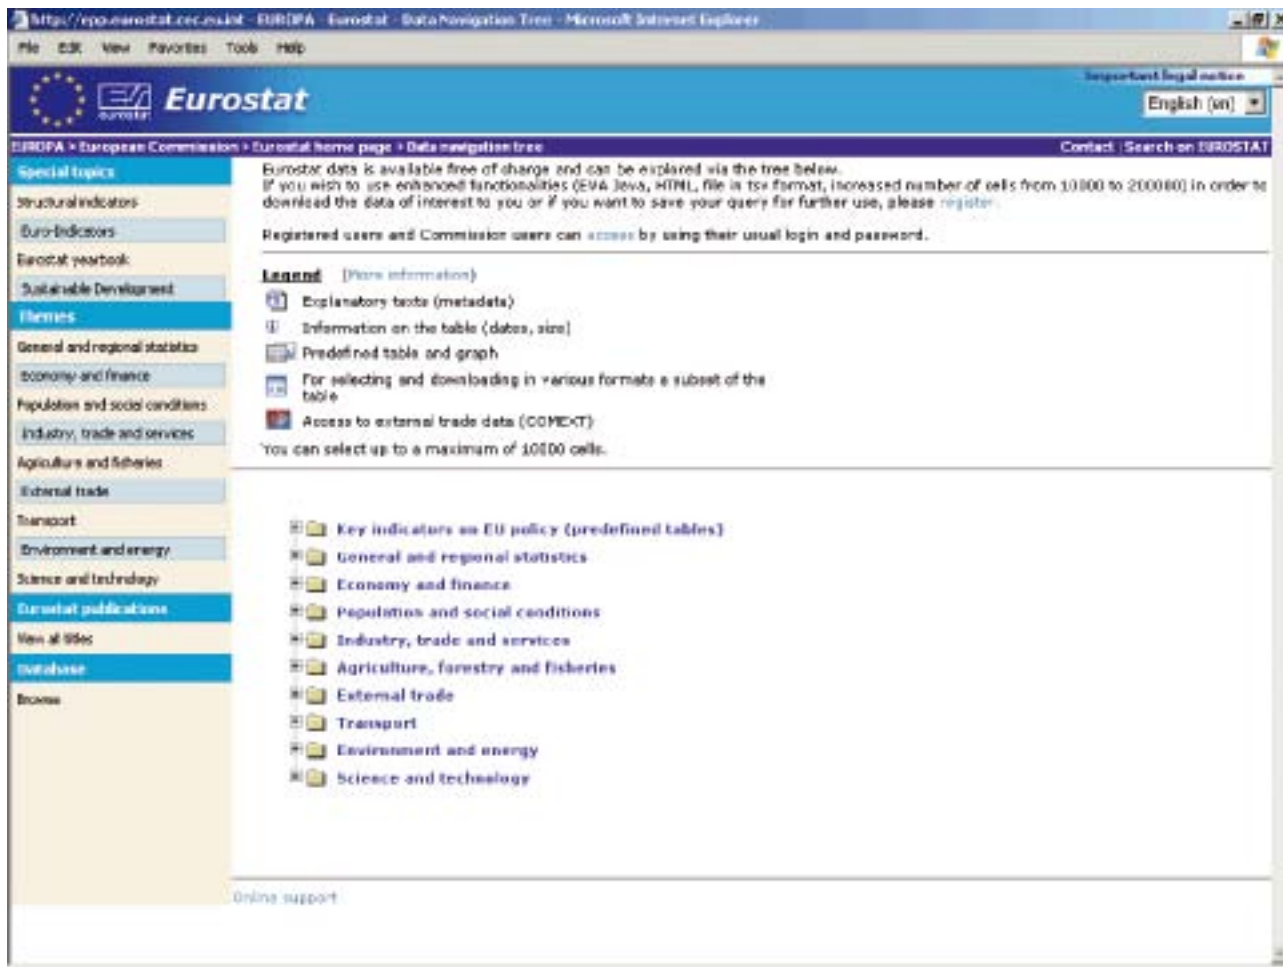 http://epp.eurostat.cec.eu.int - EUROPA - Eurostat - Data Navigation Tree - Microsoft Internet Explorer
File Edit View Favorites Tools Help
Important legal notice
eurostat
Eurostat
English (en)
EUROPA > European Commission > Eurostat home page > Data navigation tree
Contact | Search on EUROSTAT
Special topics
Structural indicators
Euro-Indicators
Eurostat yearbook
Sustainable Development
Themes
General and regional statistics
Economy and finance
Population and social conditions
Industry, trade and services
Agriculture and fisheries
External trade
Transport
Environment and energy
Science and technology
Eurostat publications
View all titles
Database
Browse
Eurostat data is available free of charge and can be explored via the tree below.
If you wish to use enhanced functionalities (EVA Java, HTML, file in tsv format, increased number of cells from 10000 to 200000) in order to
download the data of interest to you or if you want to save your query for further use, please register.
Registered users and Commission users can access by using their usual login and password.
Legend (More information)
Explanatory texts (metadata)
Information on the table (dates, size)
Predefined table and graph
For selecting and downloading in various formats a subset of the
table
Access to external trade data (COMEXT)
You can select up to a maximum of 10000 cells.
Key indicators on EU policy (predefined tables)
General and regional statistics
Economy and finance
Population and social conditions
Industry, trade and services
Agriculture, forestry and fisheries
External trade
Transport
Environment and energy
Science and technology
Online support